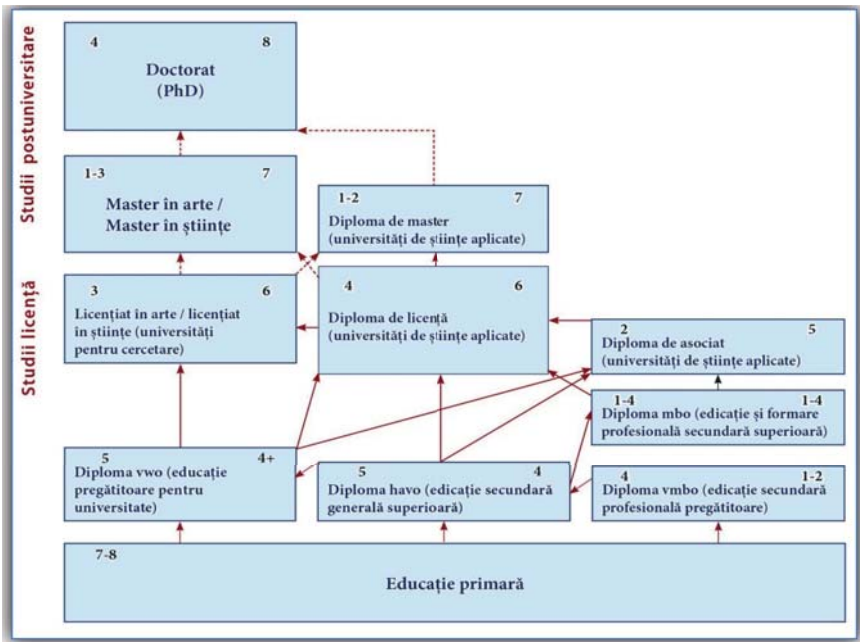 Studii postuniversitare
4 8
Doctorat
(PhD)
1-3 7
Master în arte /
Master în științe
1-2 7
Diploma de master
(universități de științe aplicate)
Studii licență
3 6
Licențiat în arte / licențiat
în științe (universități
pentru cercetare)
4 6
Diploma de licență
(universități de științe aplicate)
2 5
Diploma de asociat
(universități de științe aplicate)
1-4 1-4
Diploma mbo (edicație și formare
profesională secundară superioară)
5 4+
Diploma vwo (educație
pregătitoare pentru
universitate)
5 4
Diploma havo (edicație secundară
generală superioară)
4 1-2
Diploma vmbo (edicație secundară
profesională pregătitoare)
7-8
Educație primară